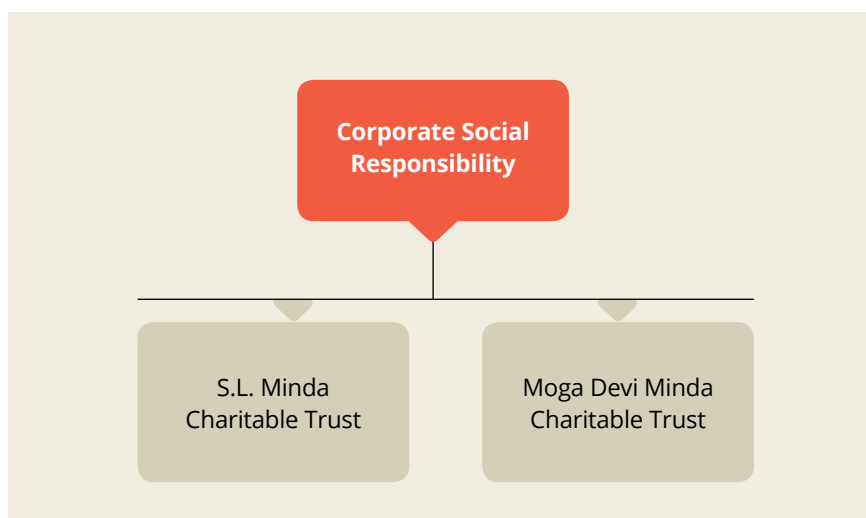 Corporate Social
Responsibility
S.L. Minda
Charitable Trust
Moga Devi Minda
Charitable Trust